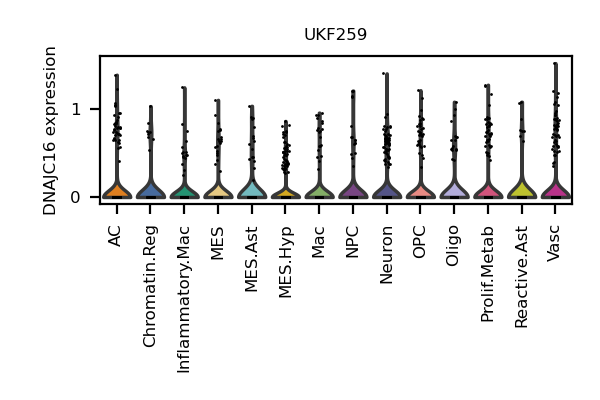 UKF259
DNAJC16 expression
1
0
AC
Chromatin.Reg
Inflammatory.Mac
MES
MES.Ast
MES.Hyp
Mac
NPC
Neuron
OPC
Oligo
Prolif.Metab
Reactive.Ast
Vasc